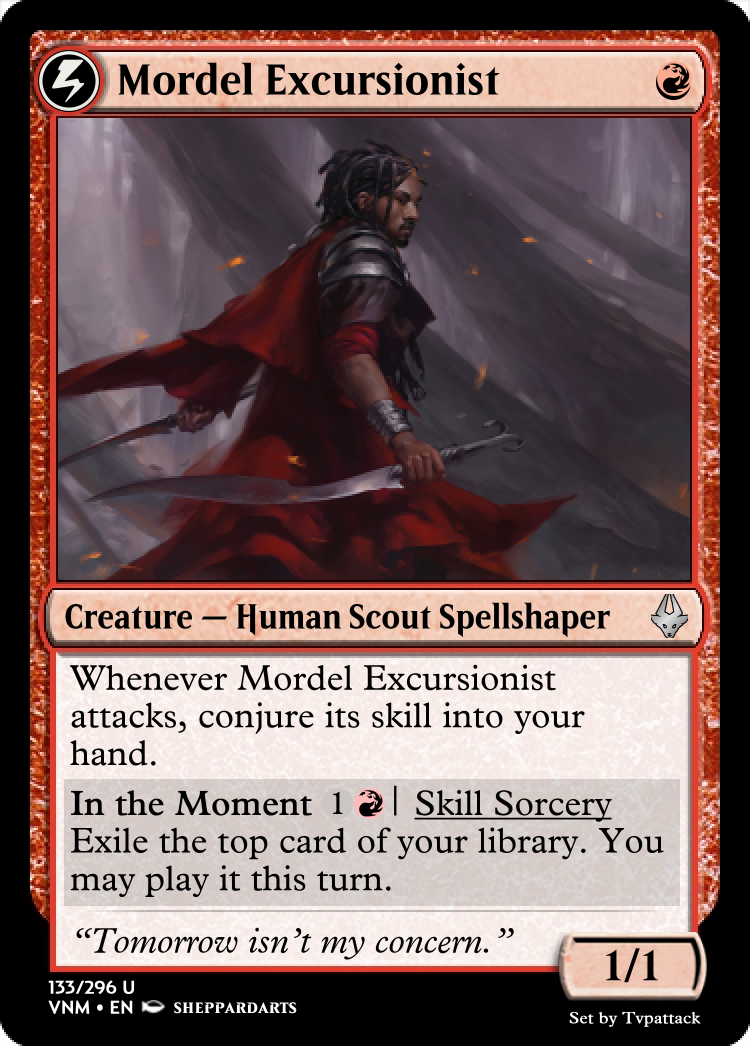 Mordel Excursionist
Creature — Human Scout Spellshaper
Whenever Mordel Excursionist
attacks, conjure its skill into your
hand.
In the Moment 1 | Skill Sorcery
Exile the top card of your library. You
may play it this turn.
“Tomorrow isn’t my concern.”
1/1
133/296 U
VNM • EN SHEPPARDARTS
Set by Tvpattack